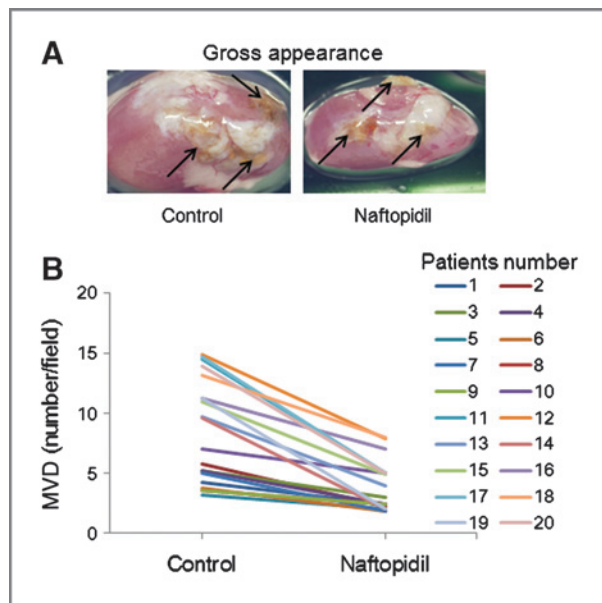 A
Gross appearance
Control
Naftopidil
B
Patients number
1 2
3 4
5 6
7 8
9 10
11 12
13 14
15 16
17 18
19 20
MVD (number/field)
20
15
10
5
0
Control
Naftopidil